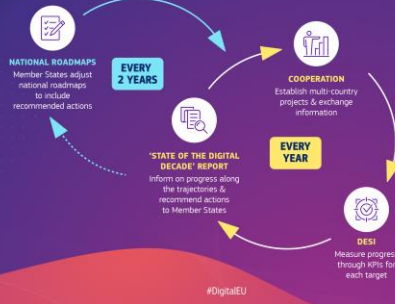 NATIONAL ROADMAPS
Member States adjust
national roadmaps
to include
recommended actions
EVERY
2 YEARS
COOPERATION
Establish multi-country
projects & exchange
information
'STATE OF THE DIGITAL
DECADE' REPORT
Inform on progress along
the trajectories &
recommend actions
to Member States
EVERY
YEAR
DESI
Measure progress
through KPIs for
each target
#DigitalEU